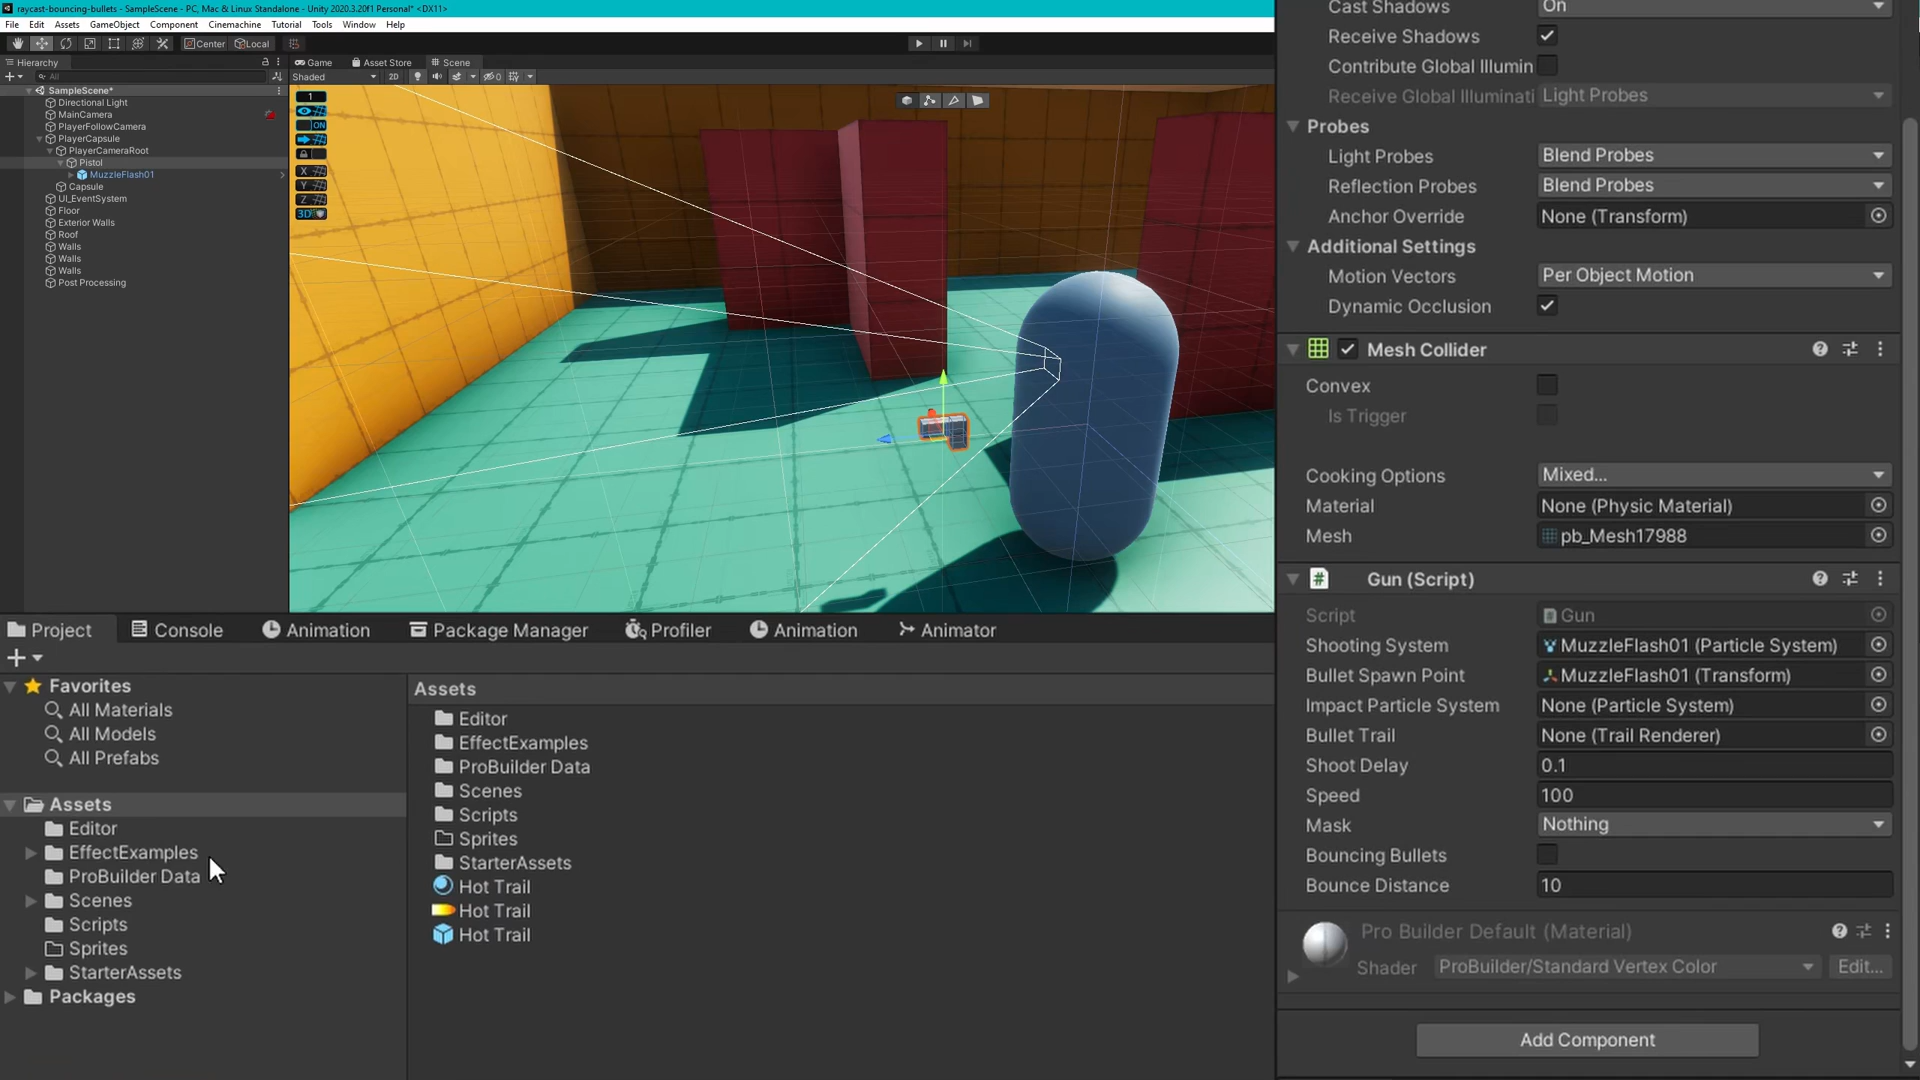 raycast-bouncing-bullets - SampleScene - PC, Mac & Linux Standalone - Unity 2020.3.20f1 Personal* <DX11>
File Edit Assets GameObject Component Cinemachine Tutorial Tools Window Help
Center Local
Hierarchy
All
SampleScene*
Directional Light
MainCamera
PlayerFollowCamera
PlayerCapsule
PlayerCameraRoot
Pistol
MuzzleFlash01
Capsule
UI_EventSystem
Floor
Exterior Walls
Roof
Walls
Walls
Walls
Post Processing
Game Asset Store Scene
Shaded 2D 0
1
ON
X
Y
Z
3D
Project Console Animation Package Manager Profiler Animation Animator
Favorites
All Materials
All Models
All Prefabs
Assets
Editor
EffectExamples
ProBuilder Data
Scenes
Scripts
Sprites
StarterAssets
Packages
Assets
Editor
EffectExamples
ProBuilder Data
Scenes
Scripts
Sprites
StarterAssets
Hot Trail
Hot Trail
Hot Trail
Cast Shadows On
Receive Shadows
Contribute Global Illumin
Receive Global Illuminati Light Probes
Probes
Light Probes Blend Probes
Reflection Probes Blend Probes
Anchor Override None (Transform)
Additional Settings
Motion Vectors Per Object Motion
Dynamic Occlusion
Mesh Collider
Convex
Is Trigger
Cooking Options Mixed...
Material None (Physic Material)
Mesh pb_Mesh17988
# Gun (Script)
Script Gun
Shooting System MuzzleFlash01 (Particle System)
Bullet Spawn Point MuzzleFlash01 (Transform)
Impact Particle System None (Particle System)
Bullet Trail None (Trail Renderer)
Shoot Delay 0.1
Speed 100
Mask Nothing
Bouncing Bullets
Bounce Distance 10
Pro Builder Default (Material)
Shader ProBuilder/Standard Vertex Color Edit...
Add Component